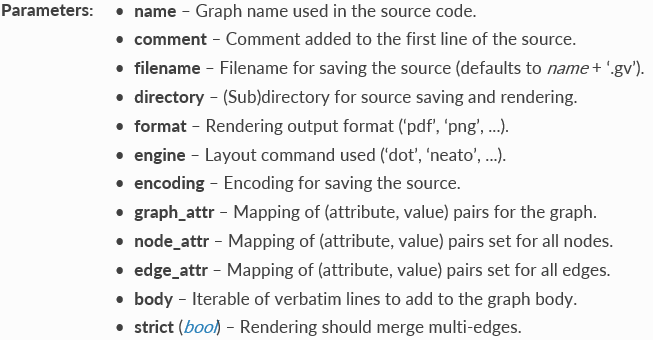 Parameters:
• name – Graph name used in the source code.
• comment – Comment added to the first line of the source.
• filename – Filename for saving the source (defaults to name + ‘.gv’).
• directory – (Sub)directory for source saving and rendering.
• format – Rendering output format (‘pdf’, ‘png’, ...).
• engine – Layout command used (‘dot’, ‘neato’, ...).
• encoding – Encoding for saving the source.
• graph_attr – Mapping of (attribute, value) pairs for the graph.
• node_attr – Mapping of (attribute, value) pairs set for all nodes.
• edge_attr – Mapping of (attribute, value) pairs set for all edges.
• body – Iterable of verbatim lines to add to the graph body.
• strict (bool) – Rendering should merge multi-edges.